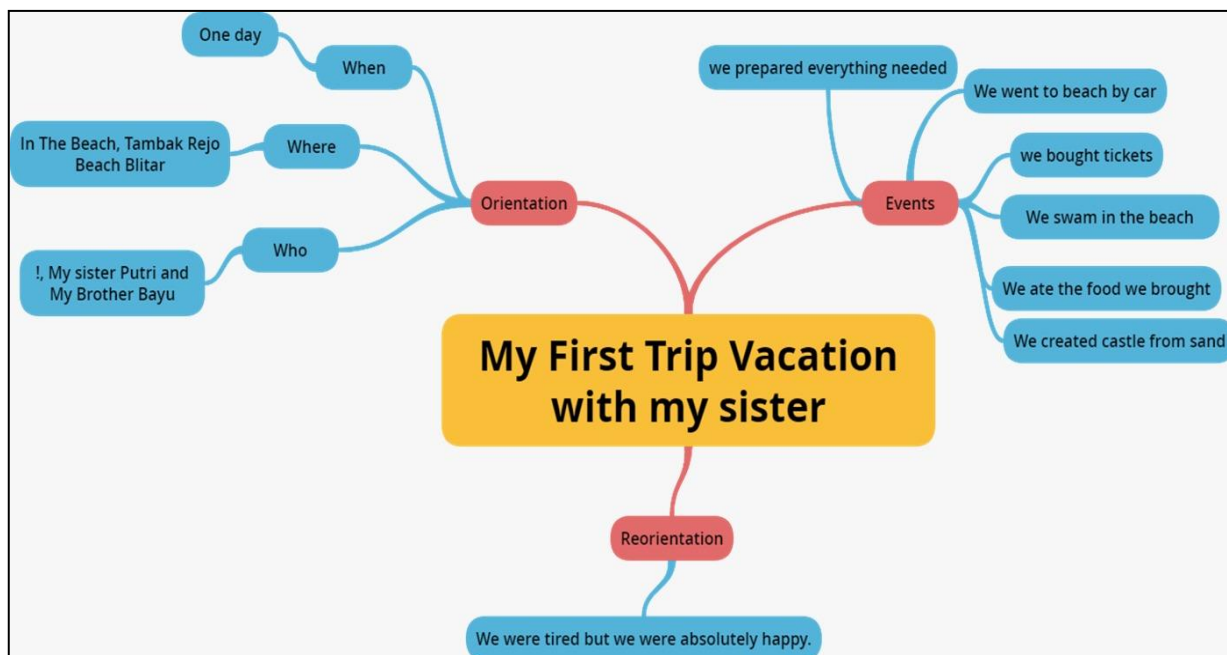 One day
When
In The Beach, Tambak Rejo
Beach Blitar
Where
Orientation
Who
!, My sister Putri and
My Brother Bayu
we prepared everything needed
We went to beach by car
we bought tickets
Events
We swam in the beach
We ate the food we brought
We created castle from sand
My First Trip Vacation
with my sister
Reorientation
We were tired but we were absolutely happy.